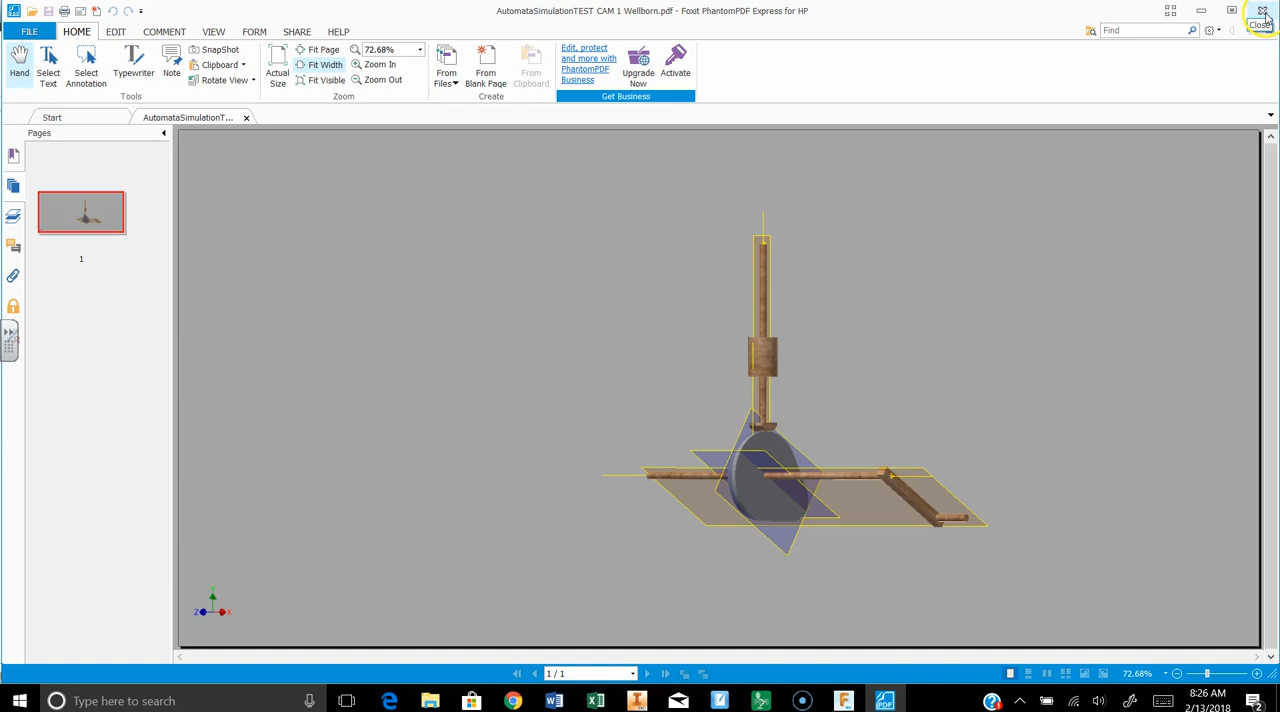 AutomataSimulationTEST CAM 1 Wellborn.pdf - Foxit PhantomPDF Express for HP
Close
FILE HOME EDIT COMMENT VIEW FORM SHARE HELP
Find
Hand
Select Text
Select Annotation
Typewriter
Note
SnapShot
Clipboard
Rotate View
Tools
Actual Size
Fit Page
Fit Width
Fit Visible
72.68%
Zoom In
Zoom Out
Zoom
From Files
From Blank Page
From Clipboard
Create
Edit, protect
and more with
PhantomPDF
Business
Upgrade Now
Activate
Get Business
Start
AutomataSimulationT...
Pages
1
Z X
1 / 1
72.68%
Type here to search
8:26 AM
2/13/2018
2